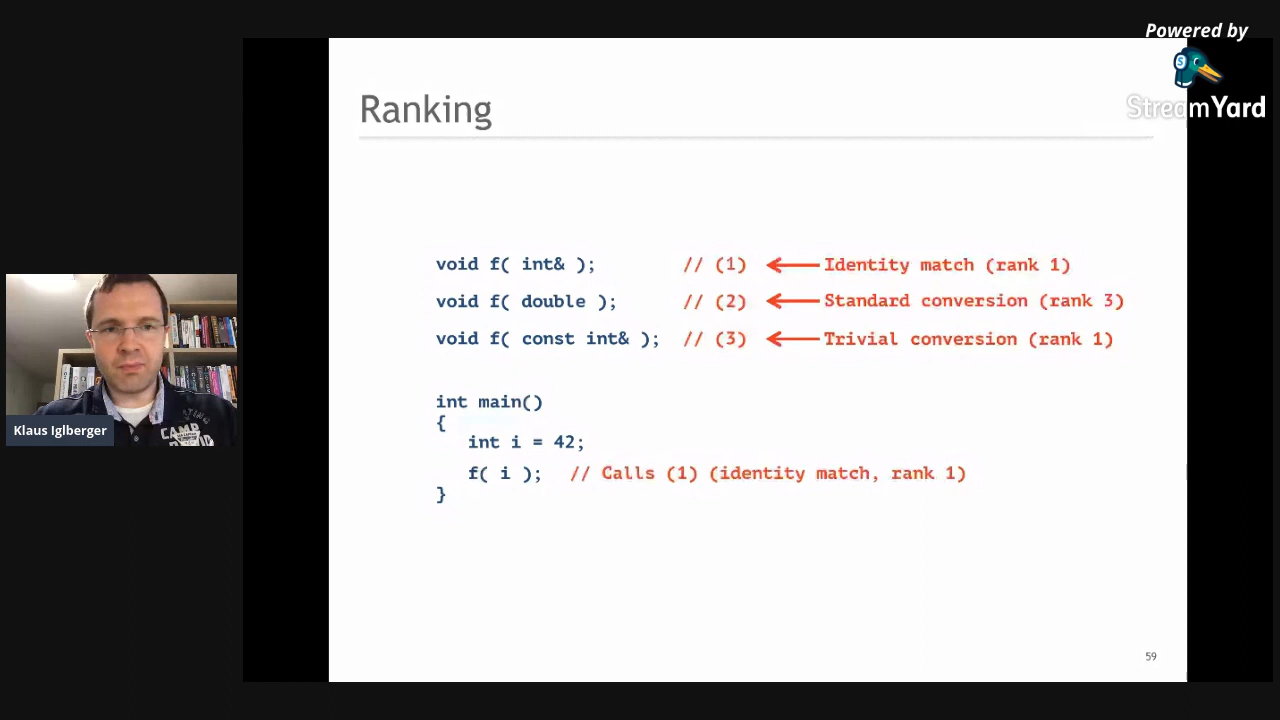 Powered by
StreamYard
Ranking
void f( int& ); // (1) Identity match (rank 1)
void f( double ); // (2) Standard conversion (rank 3)
void f( const int& ); // (3) Trivial conversion (rank 1)
int main()
{
int i = 42;
f( i ); // Calls (1) (identity match, rank 1)
}
Klaus Iglberger
59